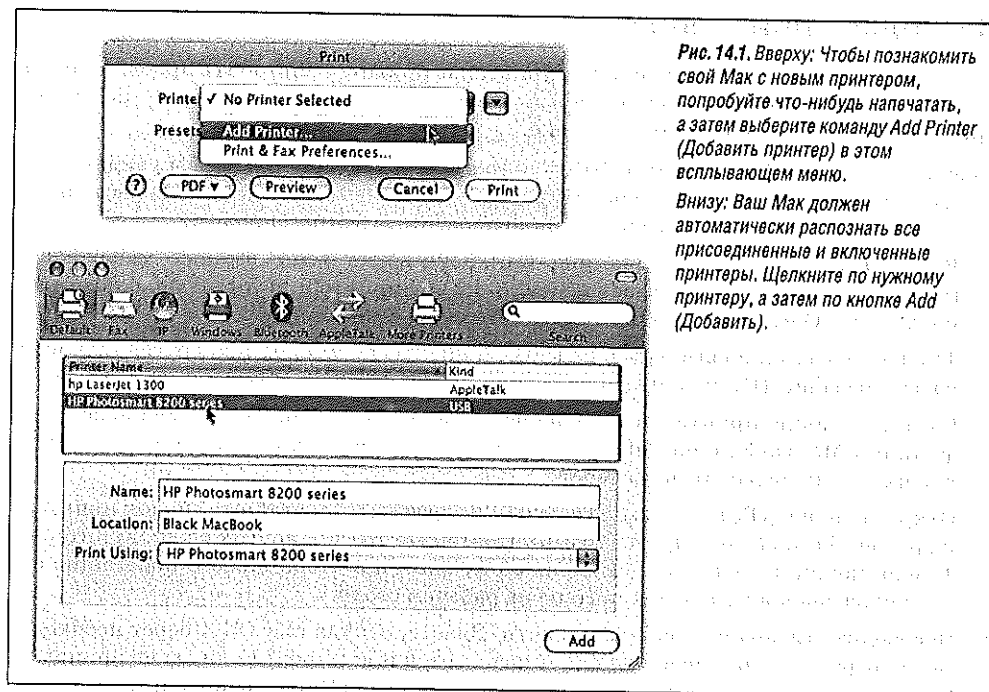 Print
Printe ✓ No Printer Selected
Presets Add Printer...
Print & Fax Preferences...
? PDF ▼ Preview Cancel Print
Default Fax IP Windows Bluetooth AppleTalk More Printers Search
Printer Name Kind
hp LaserJet 1300 AppleTalk
HP Photosmart 8200 series USB
Name: HP Photosmart 8200 series
Location: Black MacBook
Print Using: HP Photosmart 8200 series
Add
Рис. 14.1. Вверху: Чтобы познакомить
свой Мак с новым принтером,
попробуйте что-нибудь напечатать,
а затем выберите команду Add Printer
(Добавить принтер) в этом
всплывающем меню.
Внизу: Ваш Мак должен
автоматически распознать все
присоединенные и включенные
принтеры. Щелкните по нужному
принтеру, а затем по кнопке Add
(Добавить).